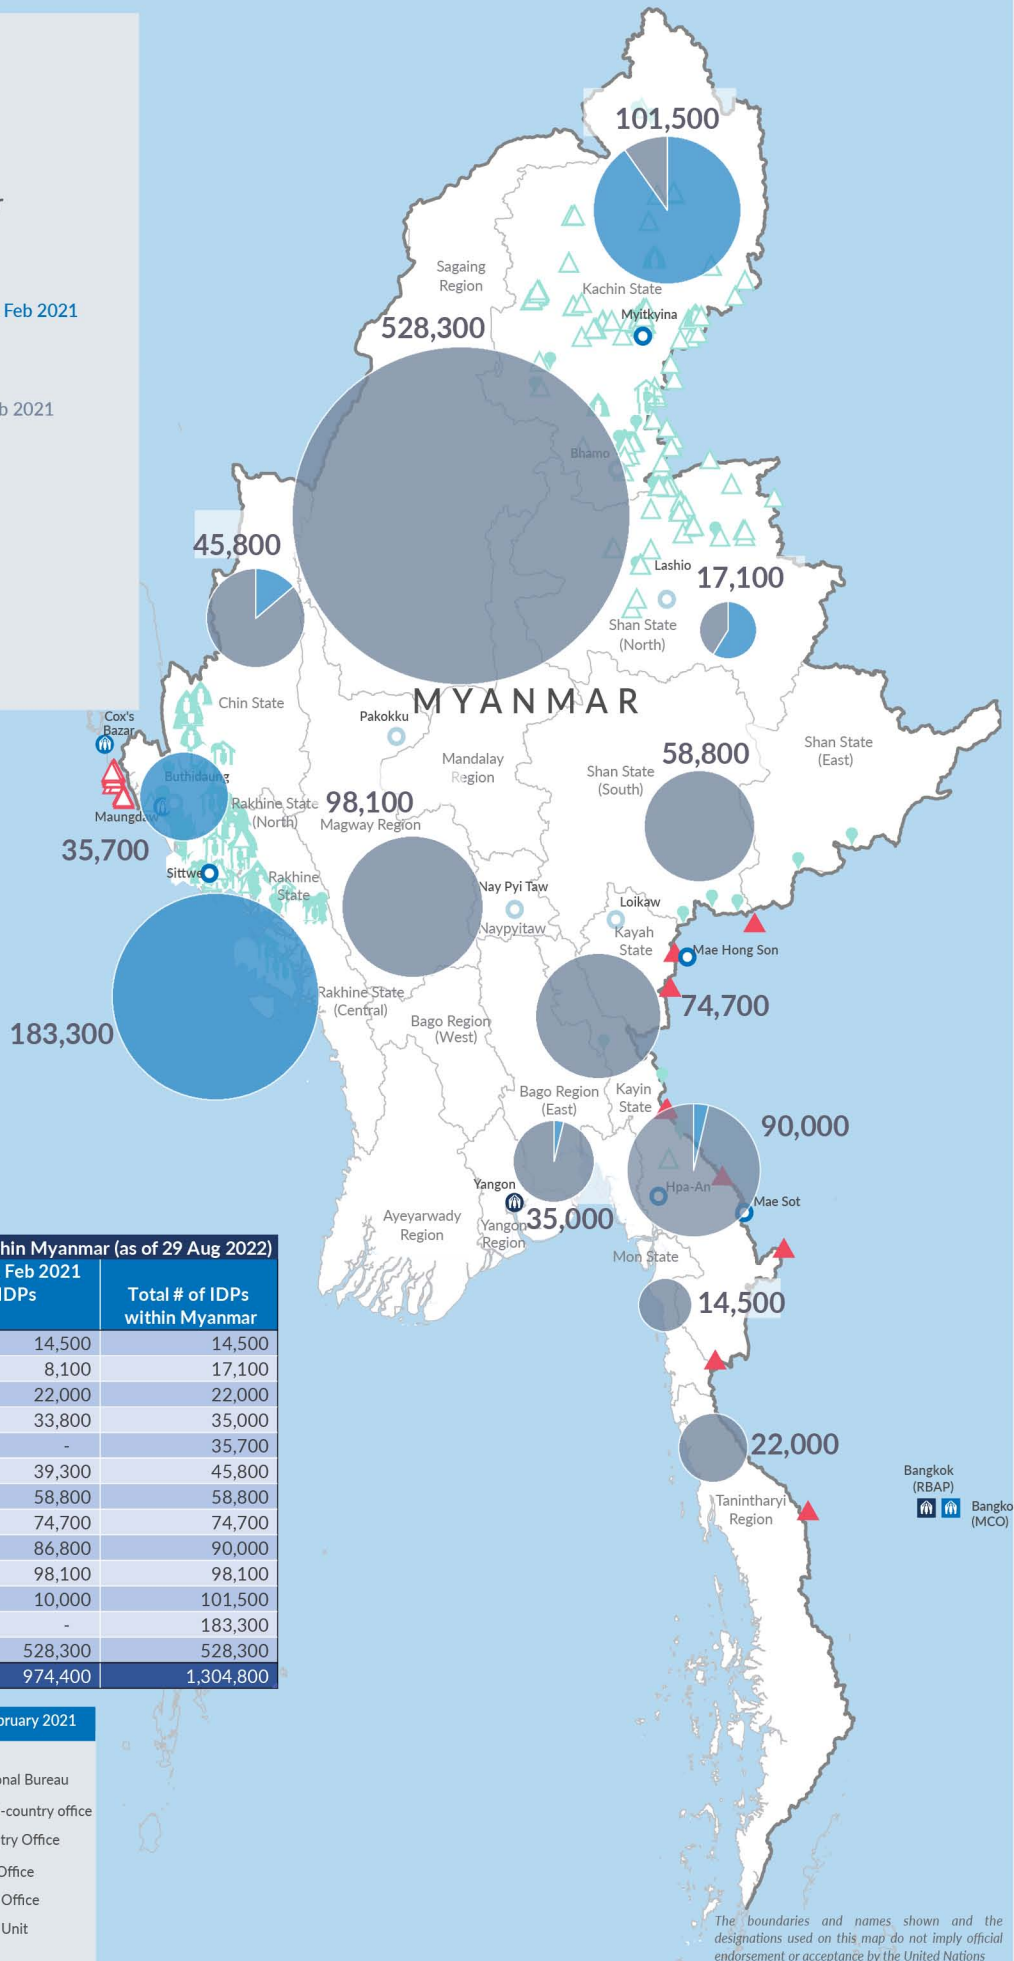 101,500
Sagaing
Region
Kachin State
Feb 2021
Myitkyina
528,300
2021
Bhamo
45,800
Lashio
17,100
Shan State
(North)
MYANMAR
Chin State
Pakokku
Cox's
Bazar
Mandalay
Region
58,800
Shan State
(East)
Shan State
(South)
Buthidaung
Rakhine State
(North)
98,100
Magway Region
Maungdaw
35,700
Sittwe
Rakhine
State
Nay Pyi Taw
Naypyitaw
Loikaw
Kayah
State
Mae Hong Son
74,700
Rakhine State
(Central)
183,300
Bago Region
(West)
Bago Region
(East)
Kayin
State
90,000
Yangon
Hpa-An
Mae Sot
Ayeyarwady
Region
Yangon
Region
35,000
Mon State
14,500
22,000
Tanintharyi
Region
Bangkok
(RBAP)
(MCO)
Myanmar (as of 29 Aug 2022)
Feb 2021
IDPs
Total # of IDPs
within Myanmar
14,500 14,500
8,100 17,100
22,000 22,000
33,800 35,000
- 35,700
39,300 45,800
58,800 58,800
74,700 74,700
86,800 90,000
98,100 98,100
10,000 101,500
- 183,300
528,300 528,300
974,400 1,304,800
2021
Bureau
-country office
Office
Office
Office
Unit
The boundaries and names shown and the
designations used on this map do not imply official
endorsement or acceptance by the United Nations